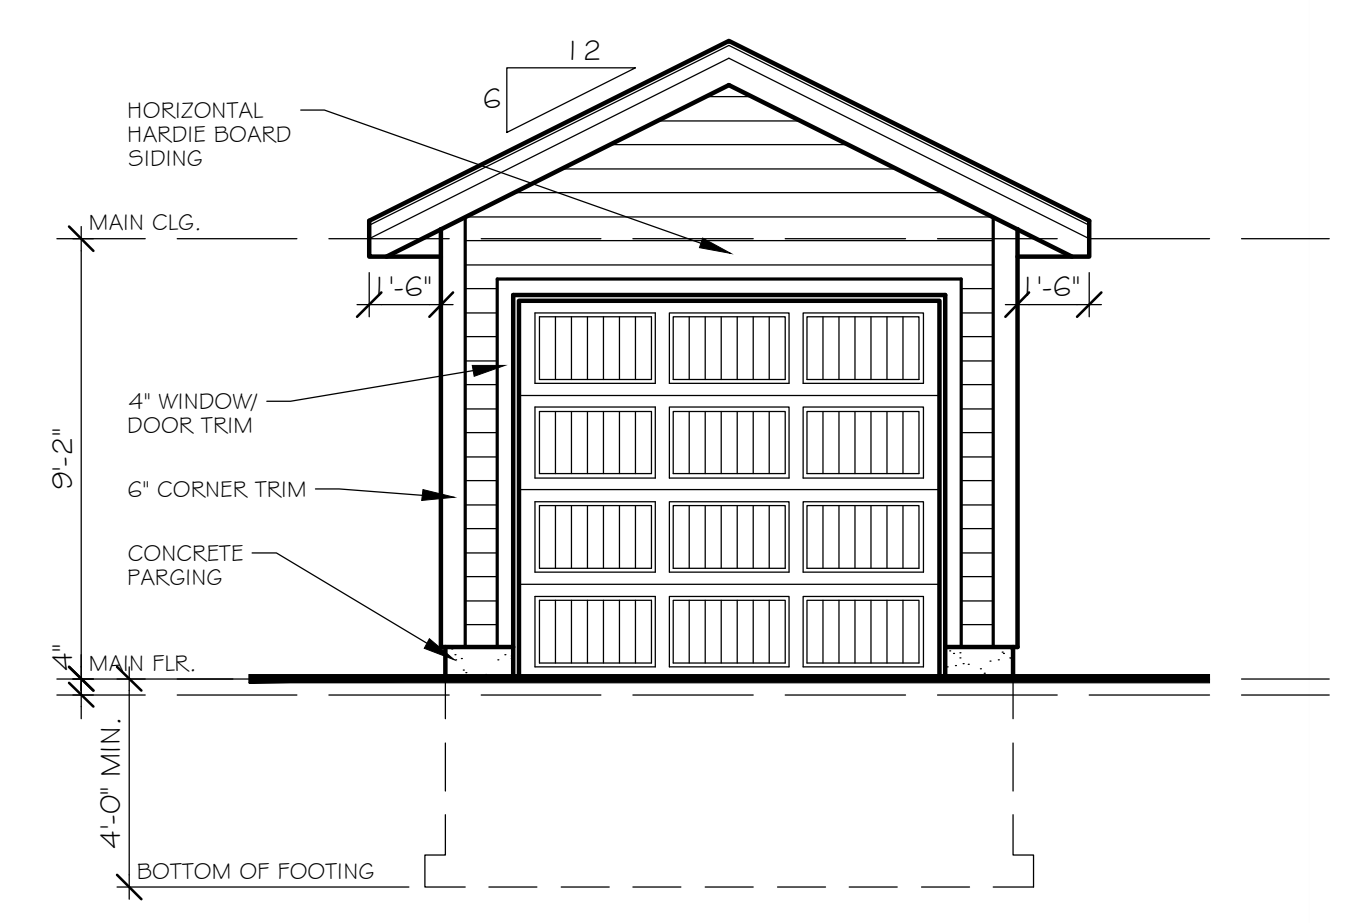 12
6
HORIZONTAL
HARDIE BOARD
SIDING
MAIN CLG.
1'-6"
1'-6"
4" WINDOW/
DOOR TRIM
9'-2"
6" CORNER TRIM
CONCRETE
PARGING
4"
MAIN FLR.
4'-0" MIN.
BOTTOM OF FOOTING